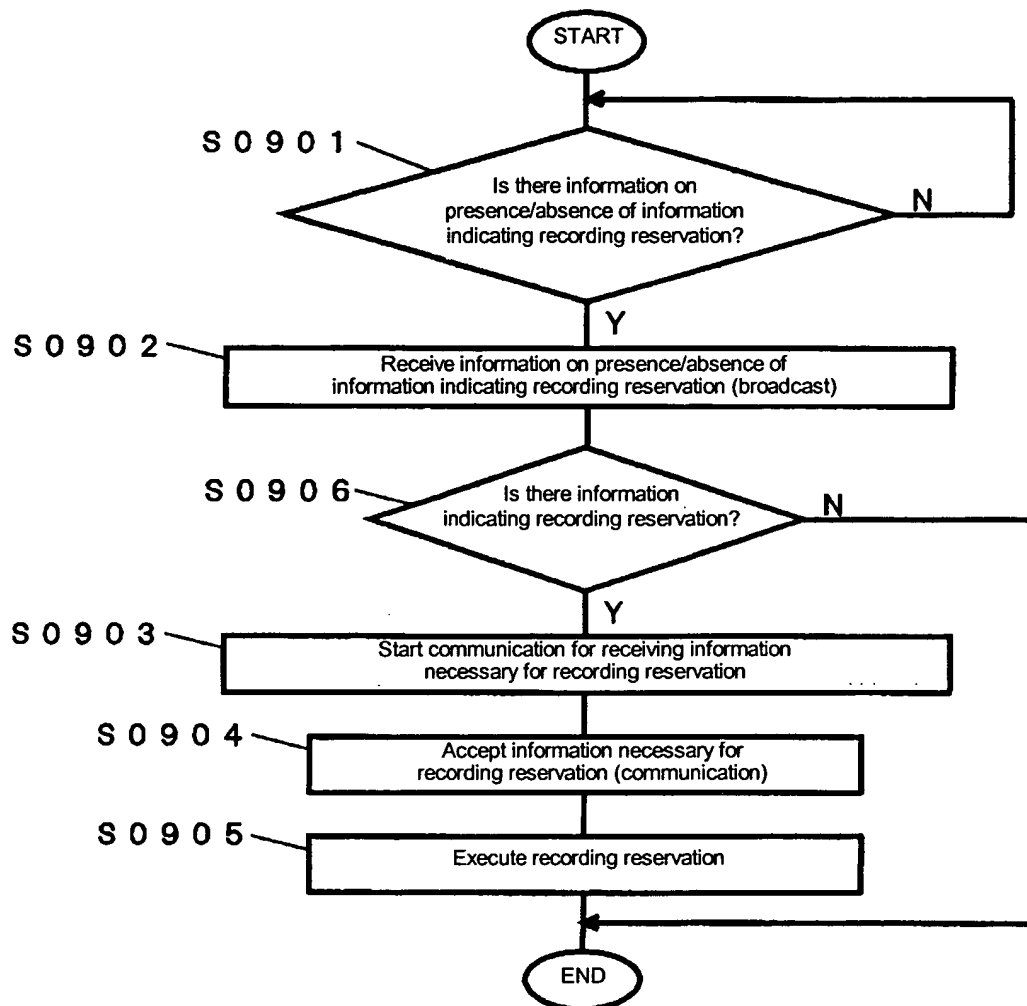 START
S0901
Is there information on
presence/absence of information
indicating recording reservation?
N
Y
S0902
Receive information on presence/absence of
information indicating recording reservation (broadcast)
S0906
Is there information
indicating recording reservation?
N
Y
S0903
Start communication for receiving information
necessary for recording reservation
S0904
Accept information necessary for
recording reservation (communication)
S0905
Execute recording reservation
END